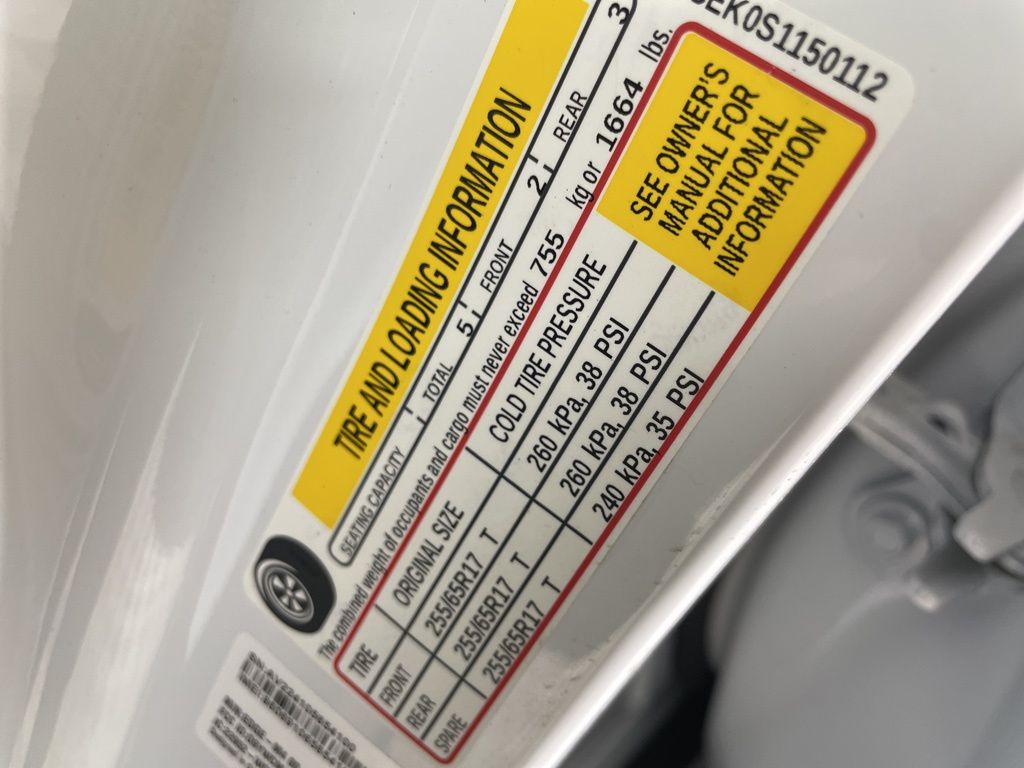 EK0S1150112
TIRE AND LOADING INFORMATION
SEATING CAPACITY TOTAL 5 FRONT 2 REAR 3
The combined weight of occupants and cargo must never exceed 755 kg or 1664 lbs.
TIRE ORIGINAL SIZE COLD TIRE PRESSURE
FRONT 255/65R17 T 260 kPa, 38 PSI
REAR 255/65R17 T 260 kPa, 38 PSI
SPARE 255/65R17 T 240 kPa, 35 PSI
SEE OWNER'S
MANUAL FOR
ADDITIONAL
INFORMATION